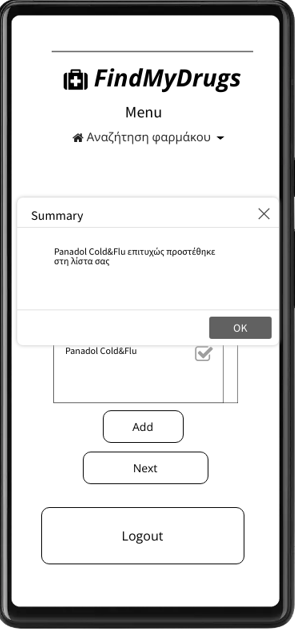 FindMyDrugs
Menu
Αναζήτηση φαρμάκου
Summary
Panadol Cold&Flu επιτυχώς προστέθηκε
στη λίστα σας
OK
Panadol Cold&Flu
Add
Next
Logout